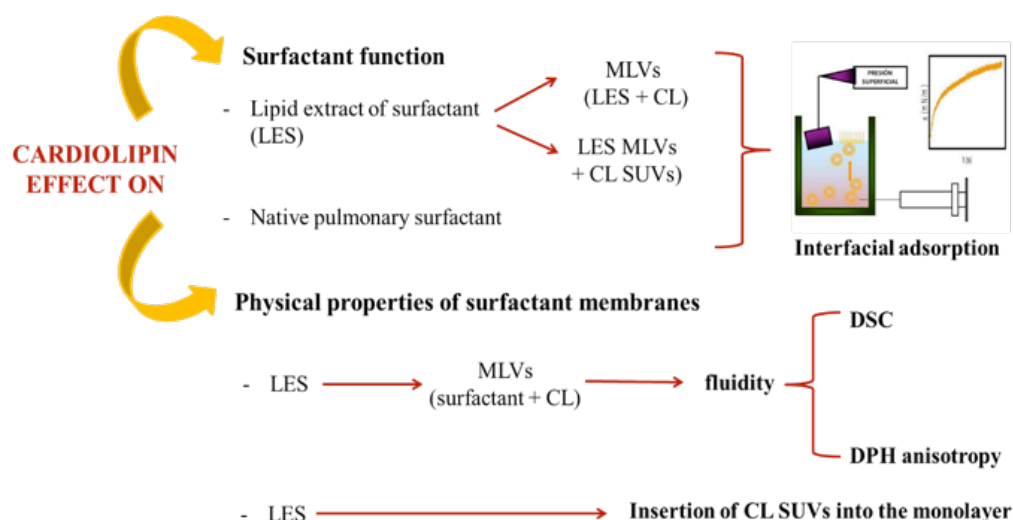 Surfactant function
- Lipid extract of surfactant
(LES)
MLVs
(LES + CL)
LES MLVs
+ CL SUVs)
PRESIÓN
SUPERFICIAL
π (m N/m)
Interfacial adsorption
CARDIOLIPIN
EFFECT ON
- Native pulmonary surfactant
Physical properties of surfactant membranes
- LES
MLVs
(surfactant + CL)
fluidity
DSC
DPH anisotropy
- LES
Insertion of CL SUVs into the monolayer